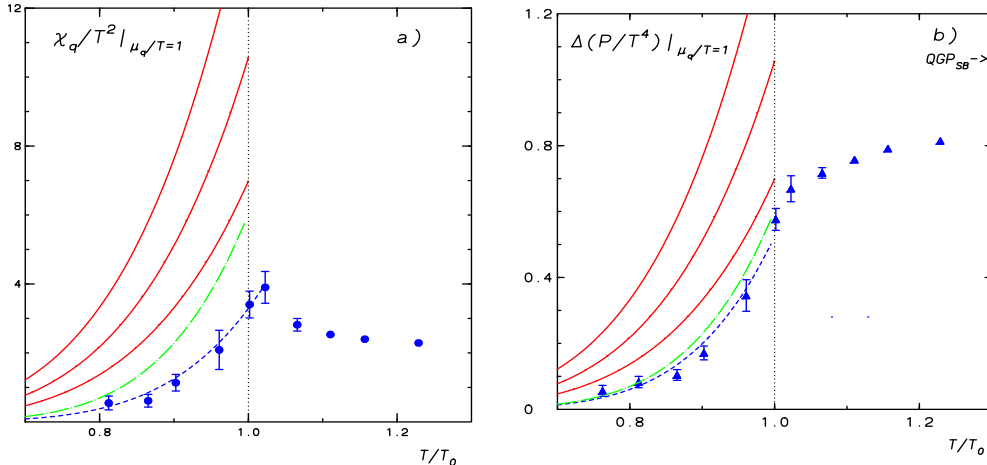 12
8
4
χq/T²|μq/T=1
a)
0.8
1.0
1.2
T/T₀
1.2
0.8
0.4
0
Δ(P/T⁴)|μq/T=1
b)
QGP_SB->
0.8
1.0
1.2
T/T₀